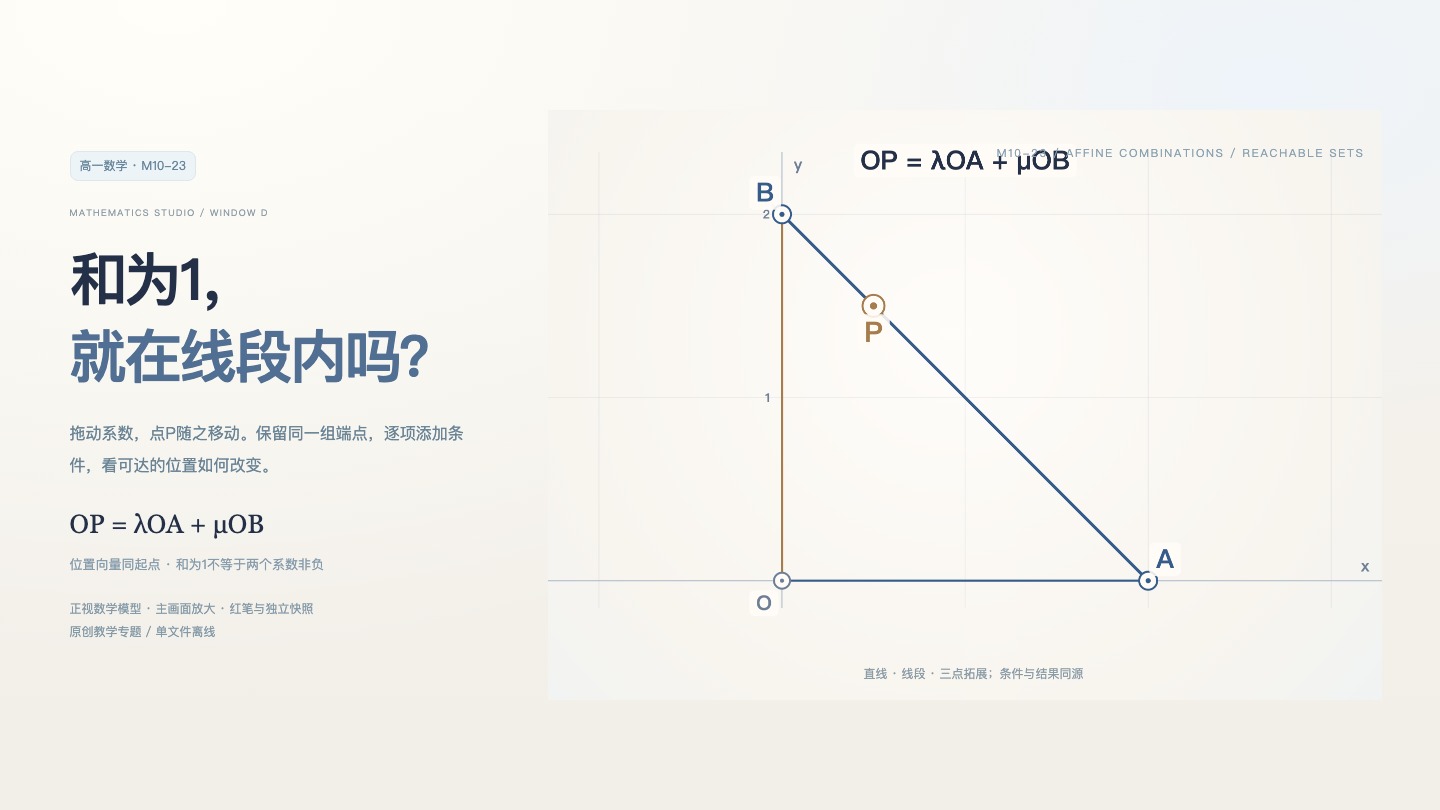 高一数学 · M10–23
MATHEMATICS STUDIO / WINDOW D
和为1,
就在线段内吗?
拖动系数，点P随之移动。保留同一组端点，逐项添加条
件，看可达的位置如何改变。
OP = λOA + μOB
位置向量同起点 · 和为1不等于两个系数非负
正视数学模型 · 主画面放大 · 红笔与独立快照
原创教学专题 / 单文件离线
OP = λOA + μOB
M10–23 / AFFINE COMBINATIONS / REACHABLE SETS
y
B
2
P
1
A
x
O
直线 · 线段 · 三点拓展；条件与结果同源